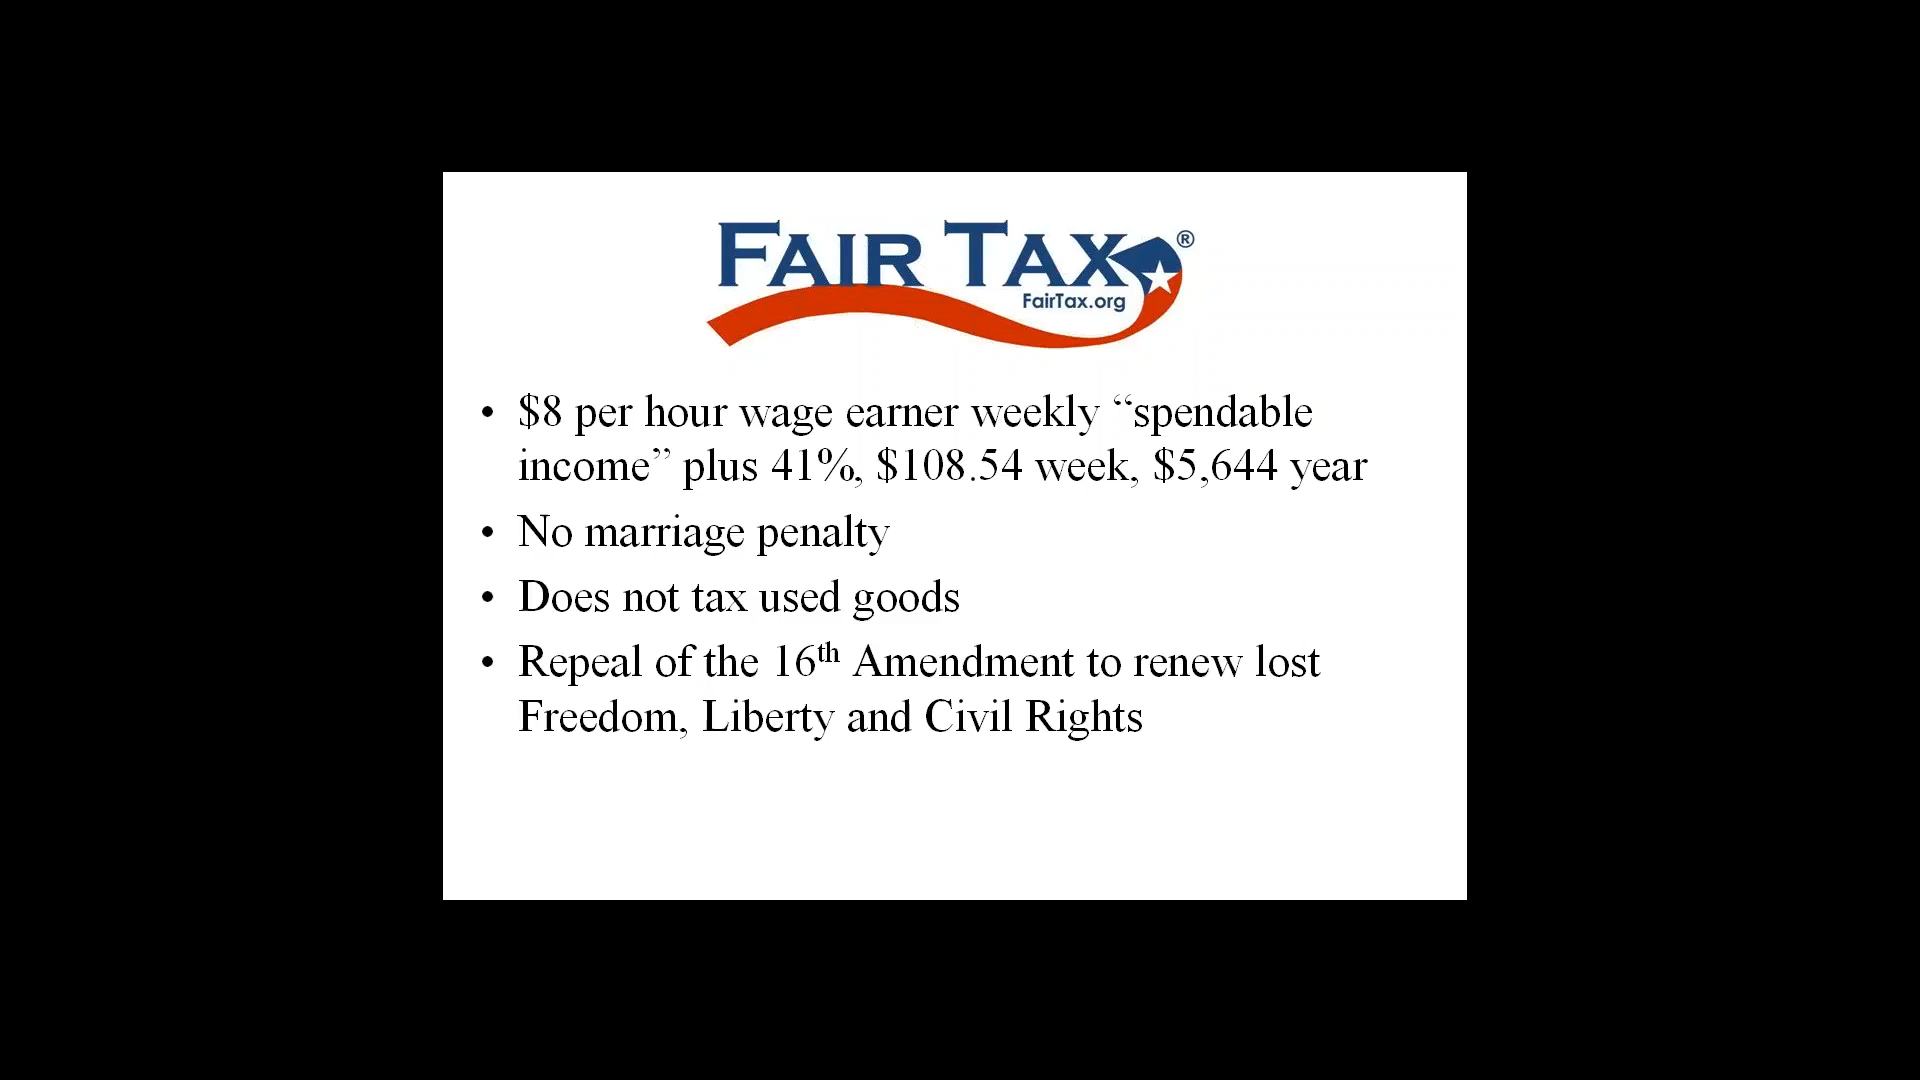 FAIR TAX®
FairTax.org
• $8 per hour wage earner weekly “spendable
income” plus 41%, $108.54 week, $5,644 year
• No marriage penalty
• Does not tax used goods
• Repeal of the 16th Amendment to renew lost
Freedom, Liberty and Civil Rights